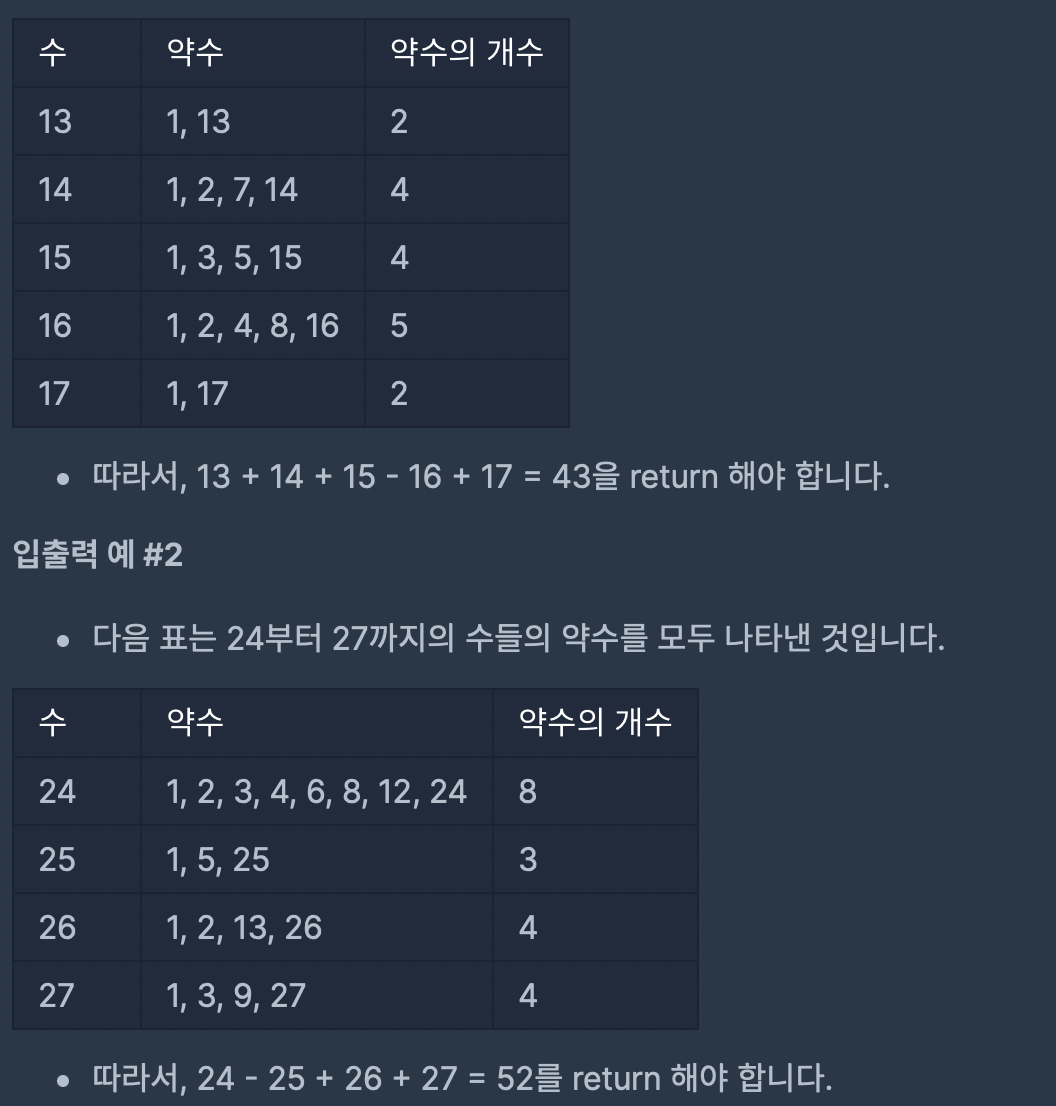 수 약수 약수의 개수
13 1, 13 2
14 1, 2, 7, 14 4
15 1, 3, 5, 15 4
16 1, 2, 4, 8, 16 5
17 1, 17 2
• 따라서, 13 + 14 + 15 - 16 + 17 = 43을 return 해야 합니다.
입출력 예 #2
• 다음 표는 24부터 27까지의 수들의 약수를 모두 나타낸 것입니다.
수 약수 약수의 개수
24 1, 2, 3, 4, 6, 8, 12, 24 8
25 1, 5, 25 3
26 1, 2, 13, 26 4
27 1, 3, 9, 27 4
• 따라서, 24 - 25 + 26 + 27 = 52를 return 해야 합니다.